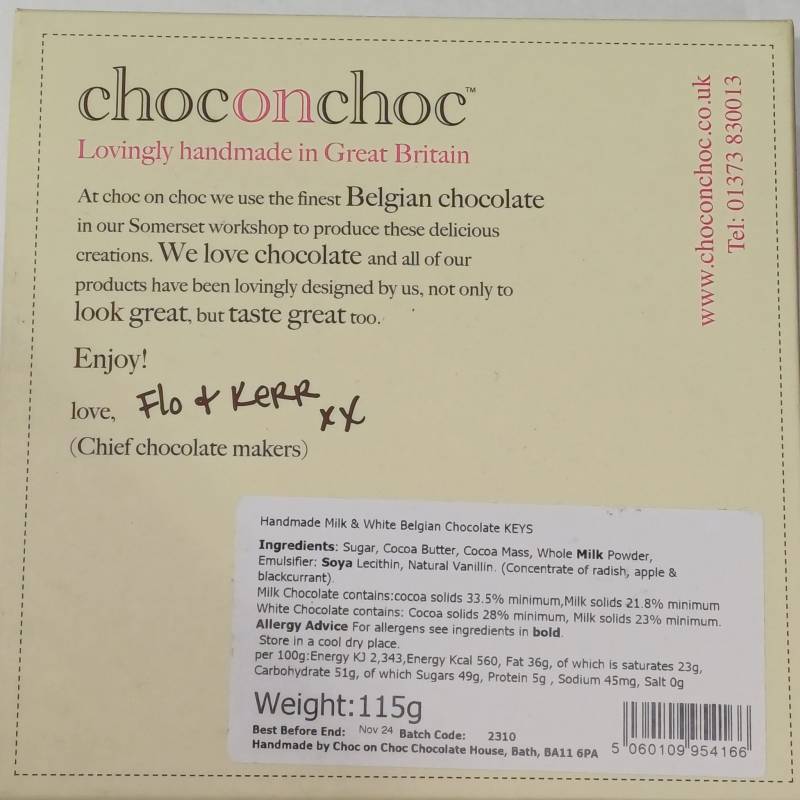 choconchoc™
Lovingly handmade in Great Britain
At choc on choc we use the finest Belgian chocolate
in our Somerset workshop to produce these delicious
creations. We love chocolate and all of our
products have been lovingly designed by us, not only to
look great, but taste great too.
Enjoy!
love, Flo & Kerr xx
(Chief chocolate makers)
www.choconchoc.co.uk
Tel: 01373 830013
Handmade Milk & White Belgian Chocolate KEYS
Ingredients: Sugar, Cocoa Butter, Cocoa Mass, Whole Milk Powder,
Emulsifier: Soya Lecithin, Natural Vanillin. (Concentrate of radish, apple &
blackcurrant).
Milk Chocolate contains:cocoa solids 33.5% minimum,Milk solids 21.8% minimum
White Chocolate contains: Cocoa solids 28% minimum, Milk solids 23% minimum.
Allergy Advice For allergens see ingredients in bold.
Store in a cool dry place.
per 100g:Energy KJ 2,343,Energy Kcal 560, Fat 36g, of which is saturates 23g,
Carbohydrate 51g, of which Sugars 49g, Protein 5g , Sodium 45mg, Salt 0g
Weight:115g
Best Before End: Nov 24 Batch Code: 2310
Handmade by Choc on Choc Chocolate House, Bath, BA11 6PA
5 060109 954166